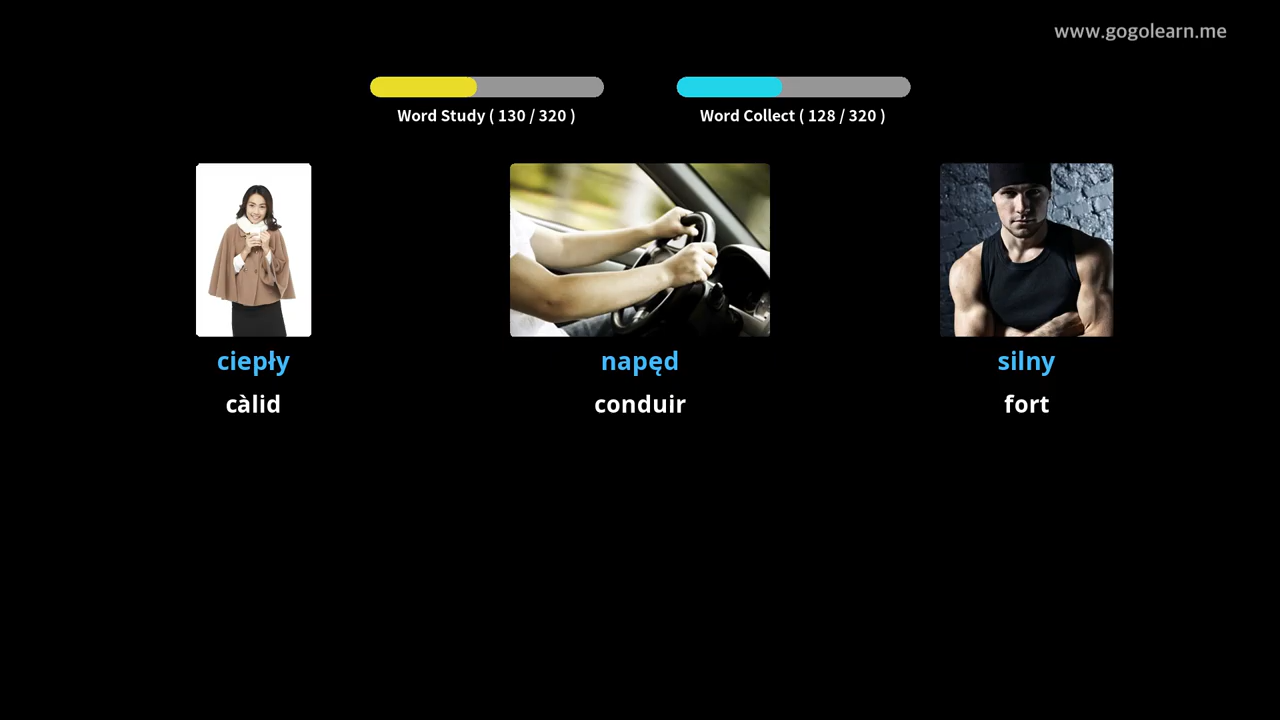 www.gogolearn.me
Word Study ( 130 / 320 )
Word Collect ( 128 / 320 )
ciepły
napęd
silny
càlid
conduir
fort